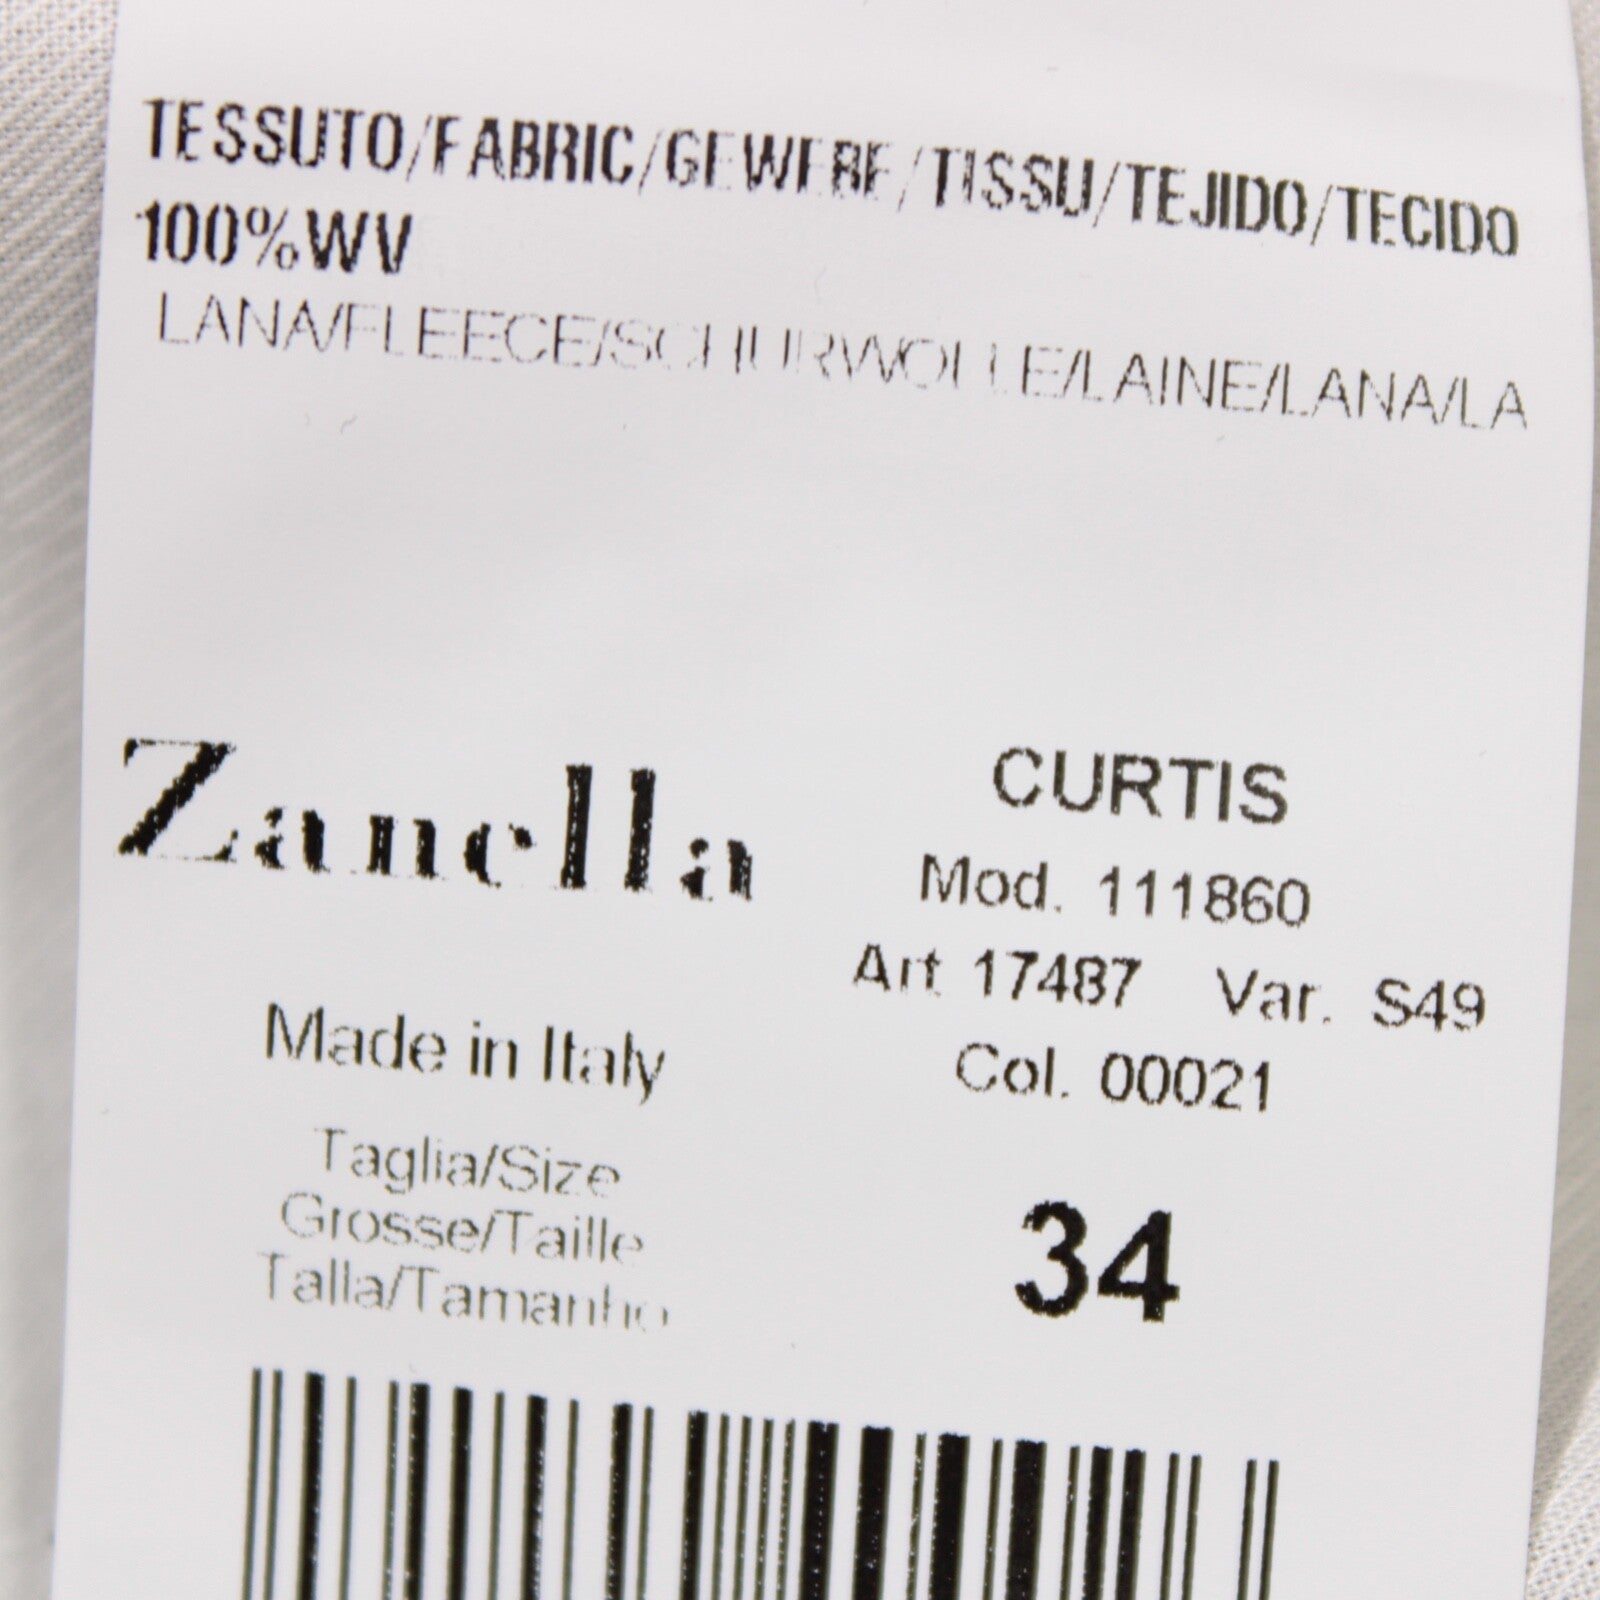 TESSUTO/FABRIC/GEWEBE/TISSU/TEJIDO/TECIDO
100%WV
LANA/FLEECE/SCHURWOLLE/LAINE/LANA/LA
Zanella
CURTIS
Mod. 111860
Art 17487 Var. S49
Col. 00021
Made in Italy
Taglia/Size
Grosse/Taille
Talla/Tamanho
34